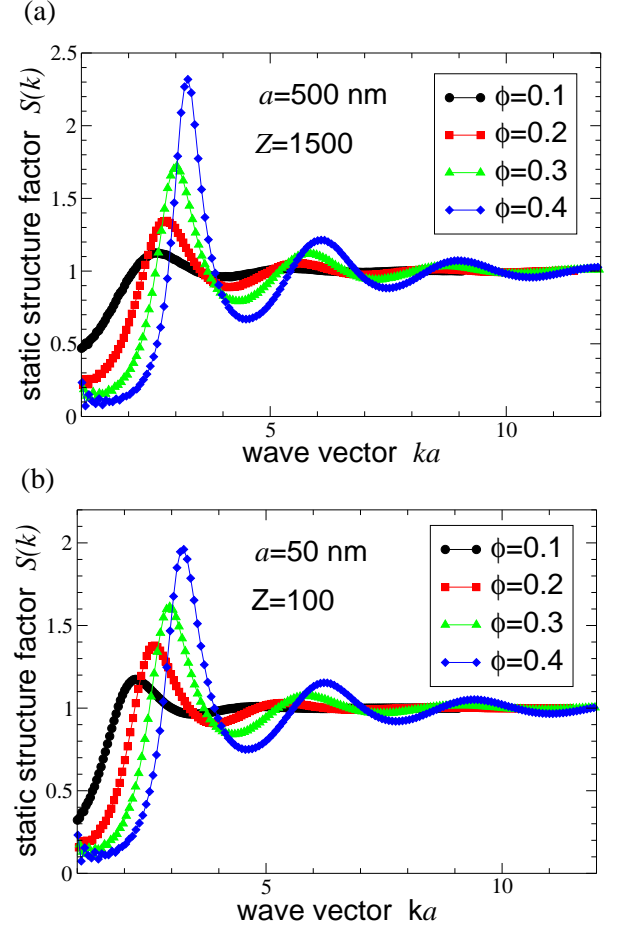 (a)
2.5
2
1.5
1
0.5
0
static structure factor S(k)
a=500 nm
Z=1500
ϕ=0.1
ϕ=0.2
ϕ=0.3
ϕ=0.4
5
10
wave vector ka
(b)
2
1.5
1
0.5
0
static structure factor S(k)
a=50 nm
Z=100
ϕ=0.1
ϕ=0.2
ϕ=0.3
ϕ=0.4
5
10
wave vector ka